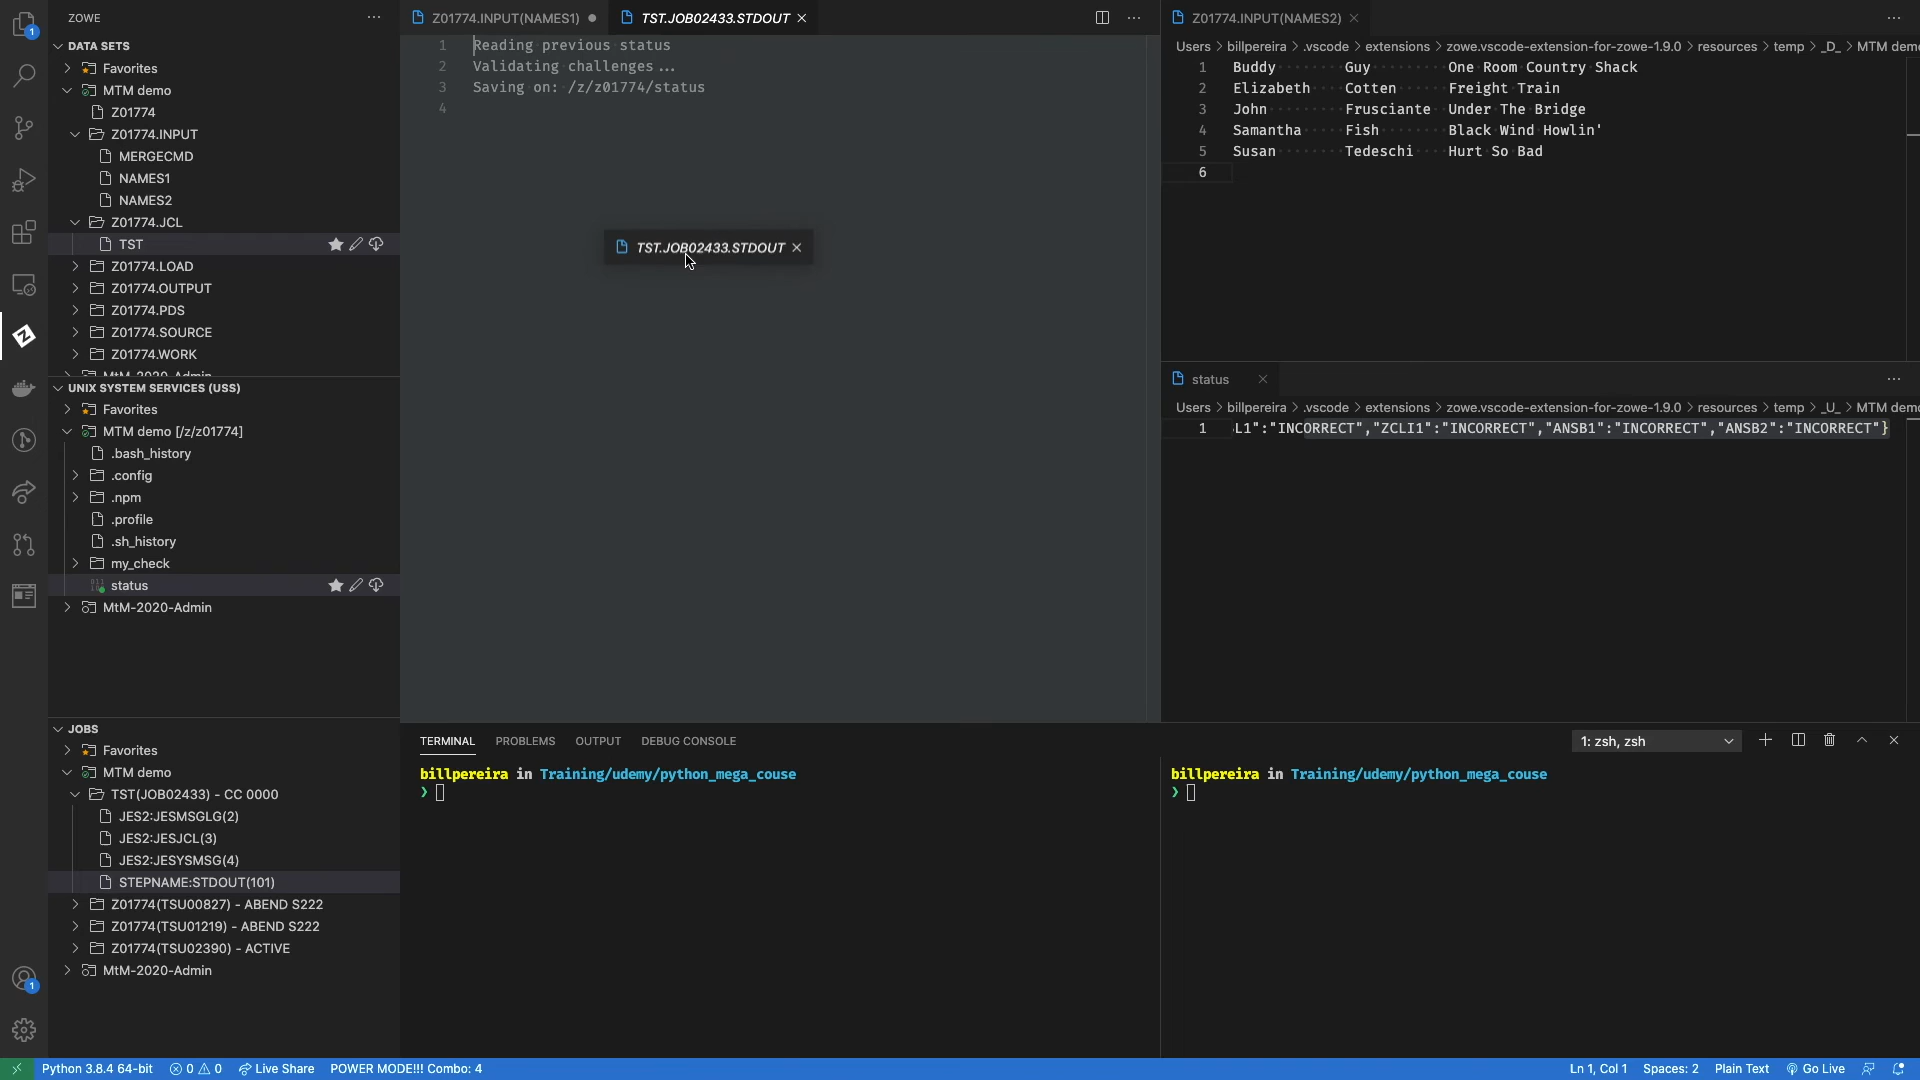 ZOWE
DATA SETS
Favorites
MTM demo
Z01774
Z01774.INPUT
MERGECMD
NAMES1
NAMES2
Z01774.JCL
TST
Z01774.LOAD
Z01774.OUTPUT
Z01774.PDS
Z01774.SOURCE
Z01774.WORK
MtM-2020-Admin
UNIX SYSTEM SERVICES (USS)
Favorites
MTM demo [/z/z01774]
.bash_history
.config
.npm
.profile
.sh_history
my_check
status
MtM-2020-Admin
JOBS
Favorites
MTM demo
TST(JOB02433) - CC 0000
JES2:JESMSGLG(2)
JES2:JESJCL(3)
JES2:JESYSMSG(4)
STEPNAME:STDOUT(101)
Z01774(TSU00827) - ABEND S222
Z01774(TSU01219) - ABEND S222
Z01774(TSU02390) - ACTIVE
MtM-2020-Admin
Z01774.INPUT(NAMES1)
TST.JOB02433.STDOUT
1 Reading previous status
2 Validating challenges...
3 Saving on: /z/z01774/status
4
TST.JOB02433.STDOUT
Z01774.INPUT(NAMES2)
Users > billpereira > .vscode > extensions > zowe.vscode-extension-for-zowe-1.9.0 > resources > temp > _D_ > MTM demo
1 Buddy Guy One Room Country Shack
2 Elizabeth Cotten Freight Train
3 John Frusciante Under The Bridge
4 Samantha Fish Black Wind Howlin'
5 Susan Tedeschi Hurt So Bad
6
status
Users > billpereira > .vscode > extensions > zowe.vscode-extension-for-zowe-1.9.0 > resources > temp > _U_ > MTM demo
1 L1":"INCORRECT","ZCLI1":"INCORRECT","ANSB1":"INCORRECT","ANSB2":"INCORRECT"}
TERMINAL PROBLEMS OUTPUT DEBUG CONSOLE
1: zsh, zsh
billpereira in Training/udemy/python_mega_couse
❯
billpereira in Training/udemy/python_mega_couse
❯
1
1
Python 3.8.4 64-bit 0 0 Live Share POWER MODE!!! Combo: 4
Ln 1, Col 1 Spaces: 2 Plain Text Go Live